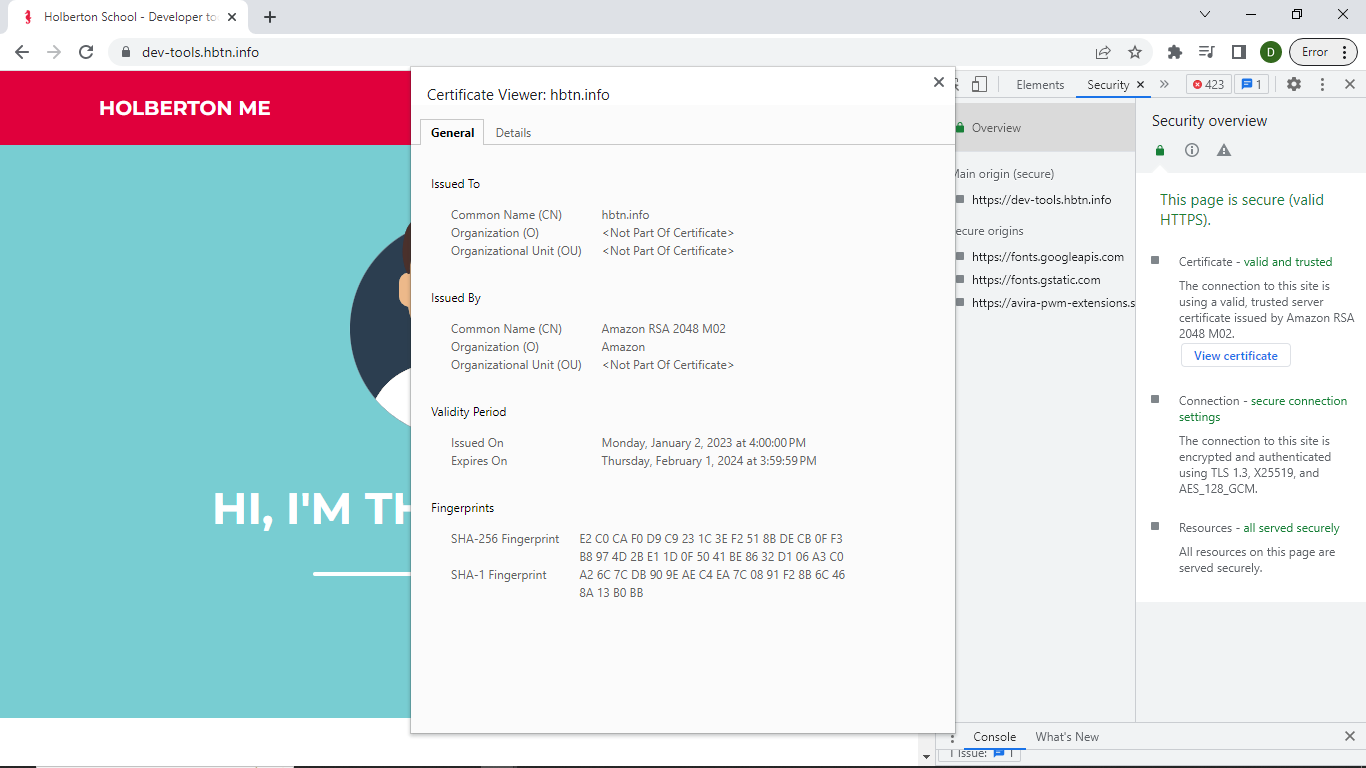 Holberton School - Developer to
dev-tools.hbtn.info
D
Error
HOLBERTON ME
HI, I'M TH
Certificate Viewer: hbtn.info
General Details
Issued To
Common Name (CN) hbtn.info
Organization (O) <Not Part Of Certificate>
Organizational Unit (OU) <Not Part Of Certificate>
Issued By
Common Name (CN) Amazon RSA 2048 M02
Organization (O) Amazon
Organizational Unit (OU) <Not Part Of Certificate>
Validity Period
Issued On Monday, January 2, 2023 at 4:00:00 PM
Expires On Thursday, February 1, 2024 at 3:59:59 PM
Fingerprints
SHA-256 Fingerprint E2 C0 CA F0 D9 C9 23 1C 3E F2 51 8B DE CB 0F F3
B8 97 4D 2B E1 1D 0F 50 41 BE 86 32 D1 06 A3 C0
SHA-1 Fingerprint A2 6C 7C DB 90 9E AE C4 EA 7C 08 91 F2 8B 6C 46
8A 13 B0 BB
Elements Security 423 1
Overview
Main origin (secure)
https://dev-tools.hbtn.info
ecure origins
https://fonts.googleapis.com
https://fonts.gstatic.com
https://avira-pwm-extensions.s
Security overview
This page is secure (valid
HTTPS).
Certificate - valid and trusted
The connection to this site is
using a valid, trusted server
certificate issued by Amazon RSA
2048 M02.
View certificate
Connection - secure connection
settings
The connection to this site is
encrypted and authenticated
using TLS 1.3, X25519, and
AES_128_GCM.
Resources - all served securely
All resources on this page are
served securely.
Console What's New
1 Issue: 1